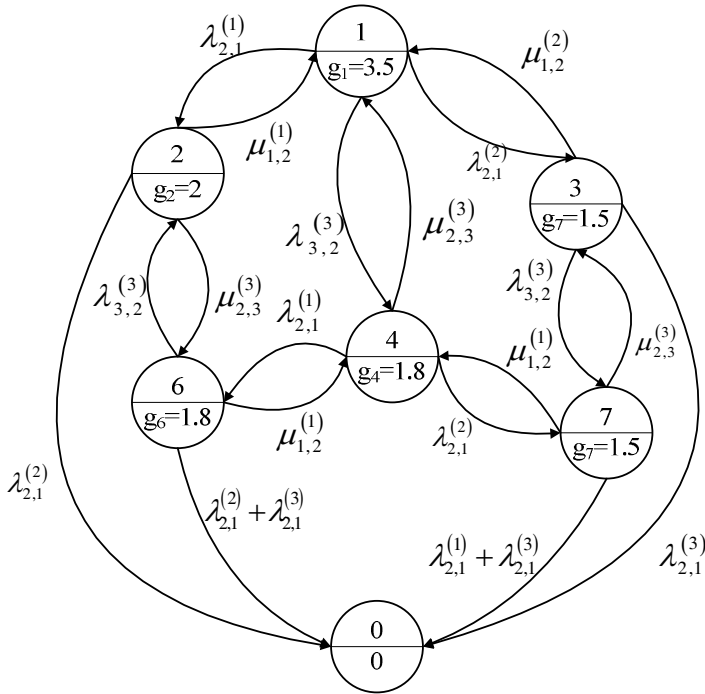 λ_{2,1}^{(1)}
1
g₁=3.5
μ_{1,2}^{(2)}
μ_{1,2}^{(1)}
λ_{2,1}^{(2)}
2
g₂=2
3
g₇=1.5
λ_{3,2}^{(3)}
μ_{2,3}^{(3)}
λ_{3,2}^{(3)}
μ_{2,3}^{(3)}
λ_{3,2}^{(3)}
μ_{2,3}^{(3)}
λ_{2,1}^{(1)}
4
g₄=1.8
μ_{1,2}^{(1)}
6
g₆=1.8
μ_{1,2}^{(1)}
λ_{2,1}^{(2)}
7
g₇=1.5
λ_{2,1}^{(2)}
λ_{2,1}^{(2)} + λ_{2,1}^{(3)}
λ_{2,1}^{(1)} + λ_{2,1}^{(3)}
λ_{2,1}^{(3)}
0
0